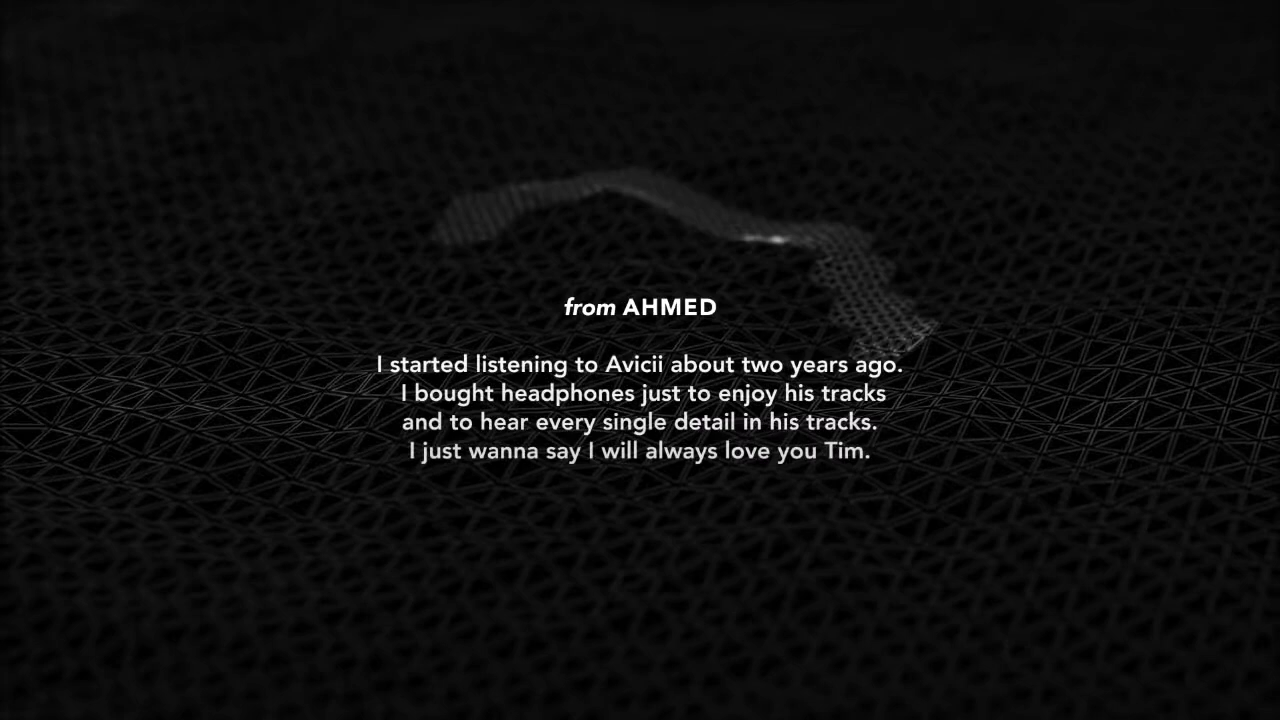 from AHMED
I started listening to Avicii about two years ago.
I bought headphones just to enjoy his tracks
and to hear every single detail in his tracks.
I just wanna say I will always love you Tim.